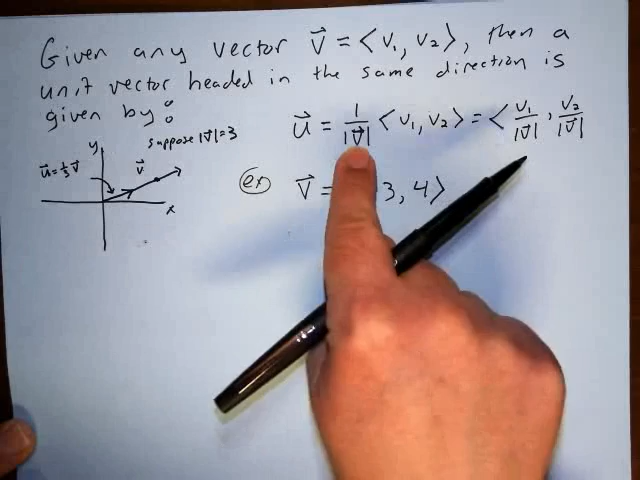 Given any vector v⃗ = <v₁, v₂>, then a
unit vector headed in the same direction is
given by:
u⃗ = 1/|v⃗| <v₁, v₂> = <v₁/|v⃗|, v₂/|v⃗|
suppose |v⃗|=3
y
u⃗=⅓v⃗
v⃗
x
ex
v⃗ = 3, 4>